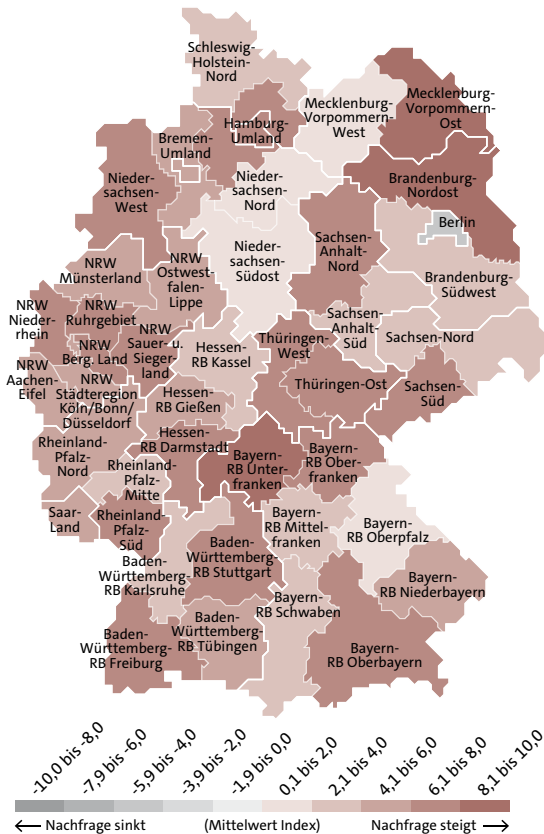 Schleswig-
Holstein-
Nord
Mecklenburg-
Vorpommern-
West
Mecklenburg-
Vorpommern-
Ost
Hamburg-
Umland
Bremen-
Umland
Nieder-
sachsen-
West
Nieder-
sachsen-
Nord
Brandenburg-
Nordost
Berlin
Nieder-
sachsen-
Südost
Sachsen-
Anhalt-
Nord
Brandenburg-
Südwest
NRW
Münsterland
NRW
Ostwest-
falen-
Lippe
NRW
Nieder-
rhein
NRW
Ruhrgebiet
NRW
Sauer- u.
Sieger-
land
NRW
Berg. Land
NRW
Aachen-
Eifel
NRW
Städteregion
Köln/Bonn/
Düsseldorf
Hessen-
RB Kassel
Thüringen-
West
Sachsen-
Anhalt-
Süd
Sachsen-Nord
Thüringen-Ost
Sachsen-
Süd
Hessen-
RB Gießen
Hessen-
RB Darmstadt
Rheinland-
Pfalz-
Nord
Rheinland-
Pfalz-
Mitte
Bayern-
RB Unter-
franken
Bayern-
RB Ober-
franken
Saar-
Land
Rheinland-
Pfalz-
Süd
Bayern-
RB Mittel-
franken
Bayern-
RB Oberpfalz
Baden-
Württemberg-
RB Stuttgart
Baden-
Württemberg-
RB Karlsruhe
Bayern-
RB Niederbayern
Bayern-
RB Schwaben
Baden-
Württemberg-
RB Tübingen
Baden-
Württemberg-
RB Freiburg
Bayern-
RB Oberbayern
-10,0 bis -8,0
-7,9 bis -6,0
-5,9 bis -4,0
-3,9 bis -2,0
-1,9 bis 0,0
0,1 bis 2,0
2,1 bis 4,0
4,1 bis 6,0
6,1 bis 8,0
8,1 bis 10,0
← Nachfrage sinkt
(Mittelwert Index)
Nachfrage steigt →